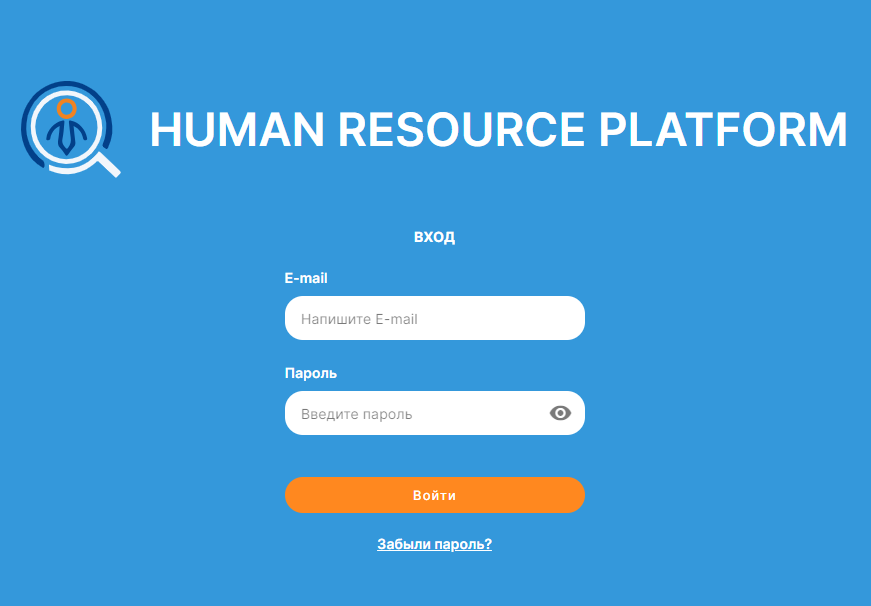 HUMAN RESOURCE PLATFORM
ВХОД
E-mail
Напишите E-mail
Пароль
Введите пароль
Войти
Забыли пароль?